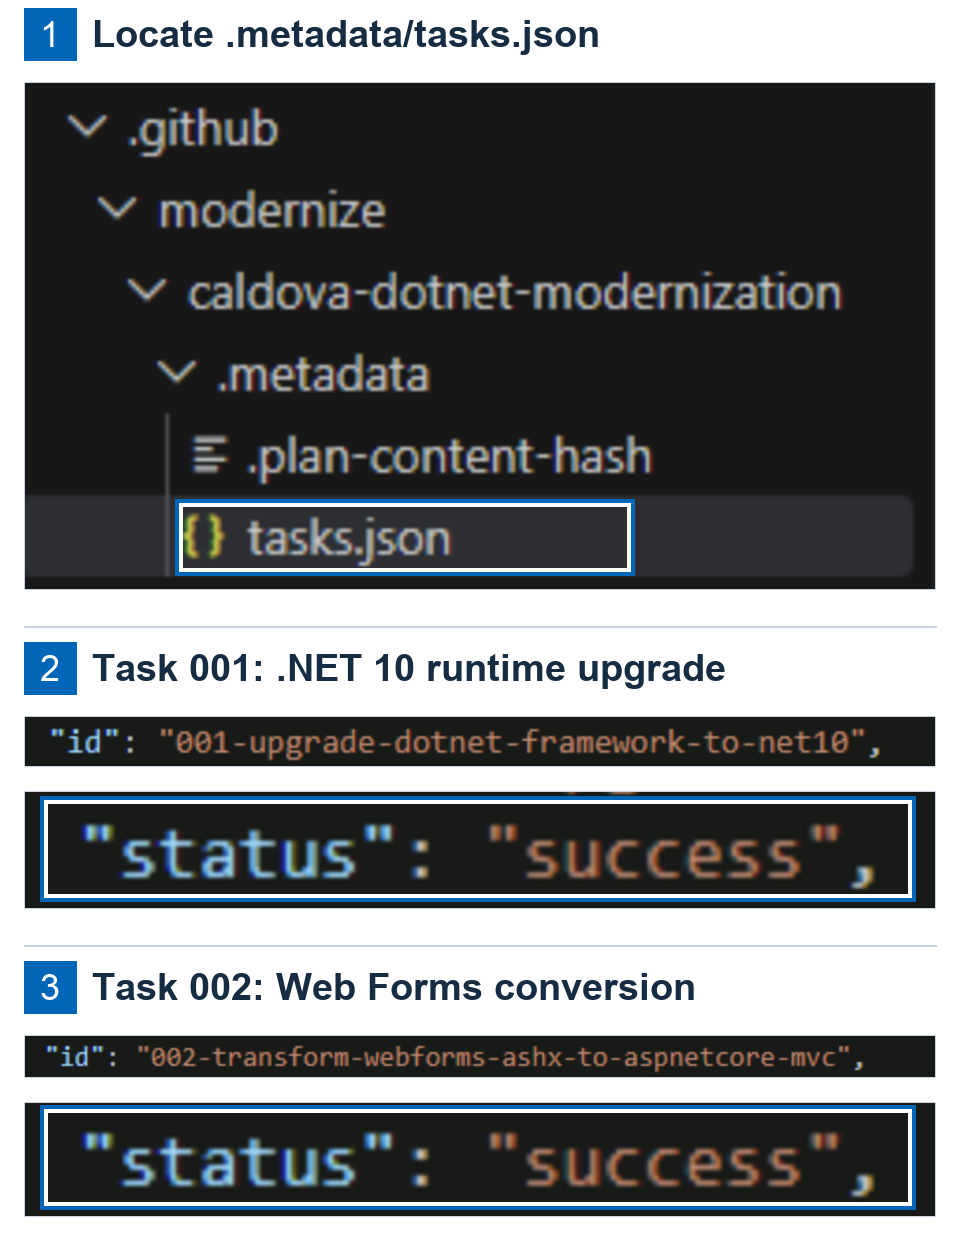 1 Locate .metadata/tasks.json
.github
modernize
caldova-dotnet-modernization
.metadata
.plan-content-hash
{} tasks.json
2 Task 001: .NET 10 runtime upgrade
"id": "001-upgrade-dotnet-framework-to-net10",
"status": "success",
3 Task 002: Web Forms conversion
"id": "002-transform-webforms-ashx-to-aspnetcore-mvc",
"status": "success",